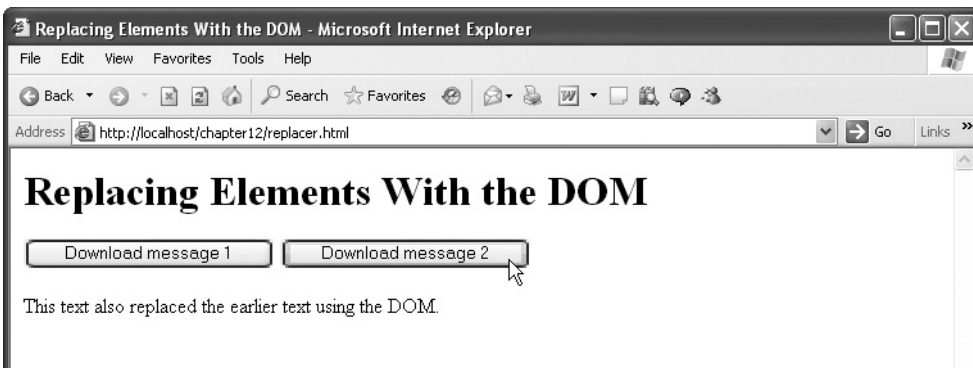 Replacing Elements With the DOM - Microsoft Internet Explorer
File Edit View Favorites Tools Help
Back Search Favorites W
Address http://localhost/chapter12/replacer.html Go Links »
Replacing Elements With the DOM
Download message 1 Download message 2
This text also replaced the earlier text using the DOM.